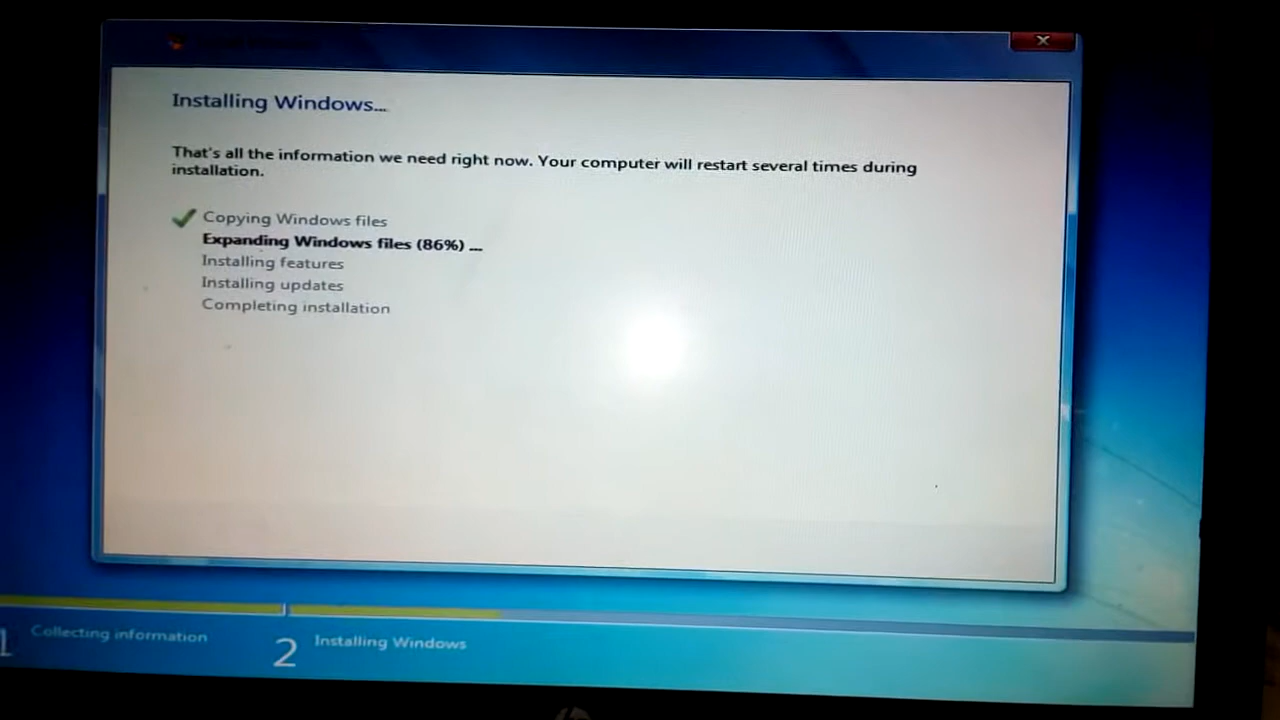 Installing Windows...
That's all the information we need right now. Your computer will restart several times during
installation.
Copying Windows files
Expanding Windows files (86%) ...
Installing features
Installing updates
Completing installation
1 Collecting information
2 Installing Windows
hp